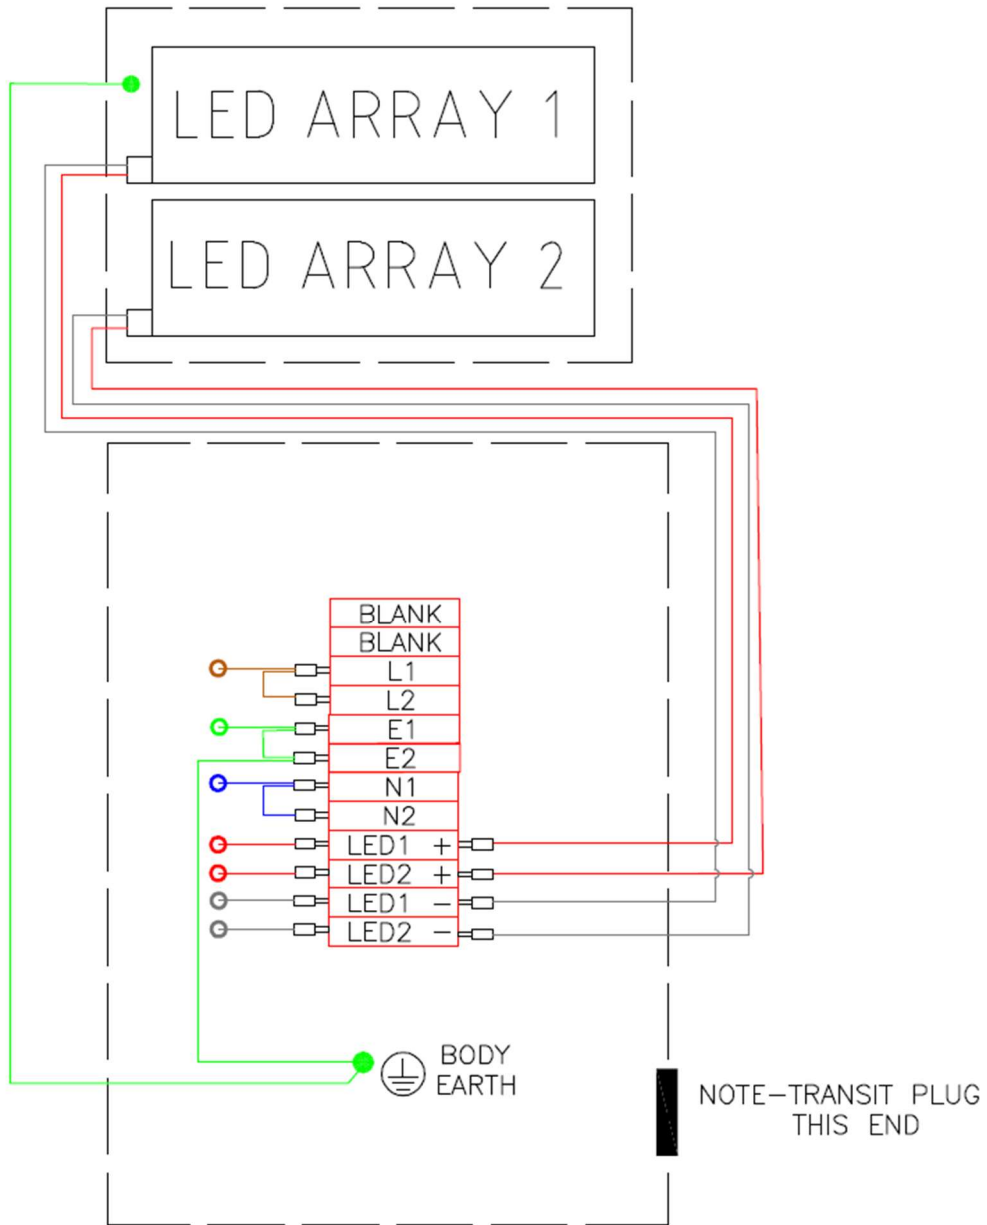 LED ARRAY 1
LED ARRAY 2
BLANK
BLANK
L1
L2
E1
E2
N1
N2
LED1 +
LED2 +
LED1 −
LED2 −
BODY
EARTH
NOTE−TRANSIT PLUG
THIS END